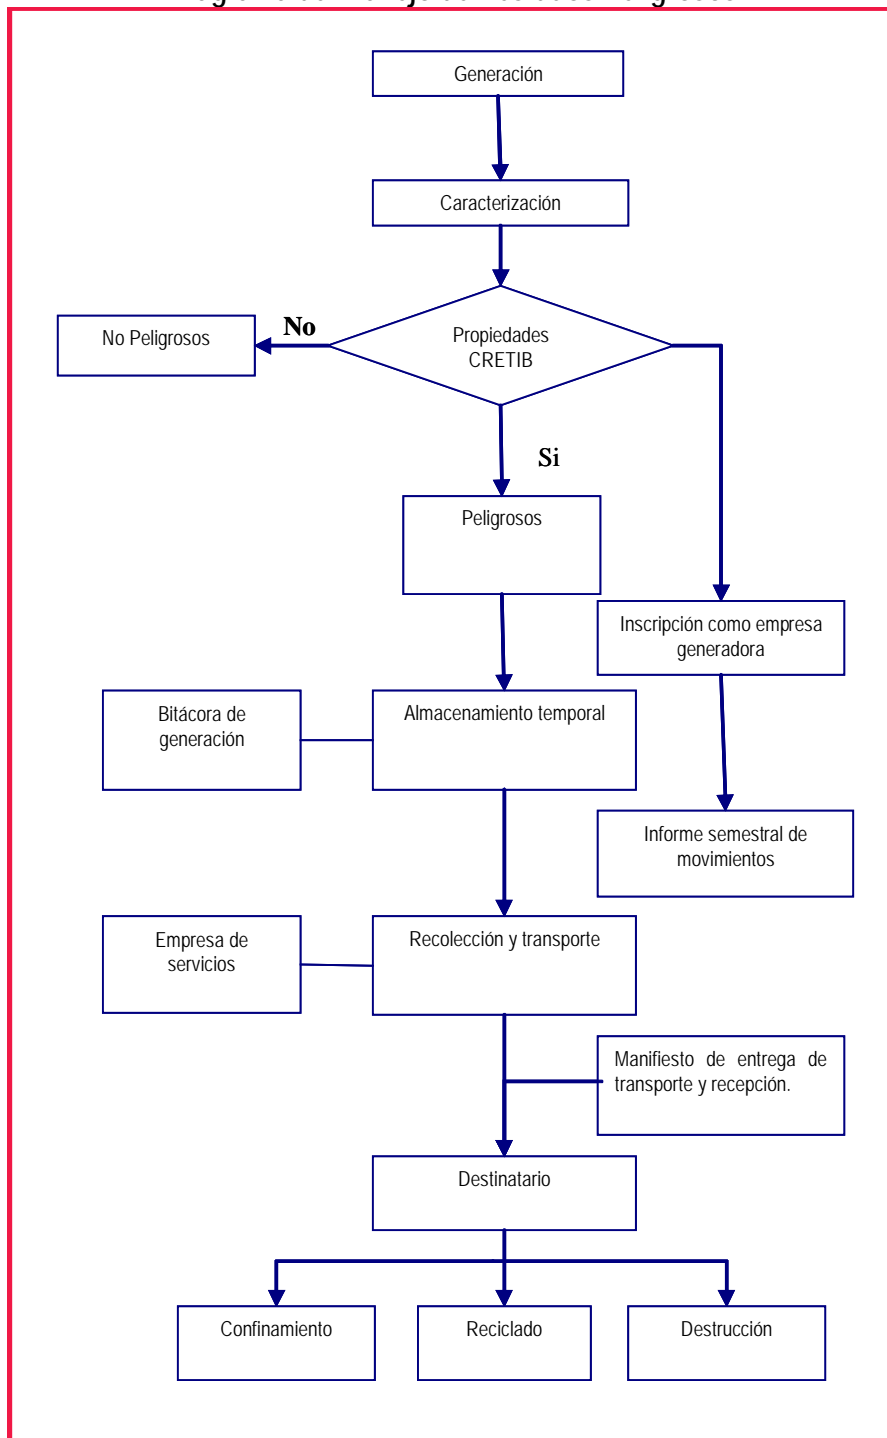 Generación
Caracterización
No
No Peligrosos
Propiedades
CRETIB
Si
Peligrosos
Inscripción como empresa
generadora
Bitácora de
generación
Almacenamiento temporal
Informe semestral de
movimientos
Empresa de
servicios
Recolección y transporte
Manifiesto de entrega de
transporte y recepción.
Destinatario
Confinamiento
Reciclado
Destrucción